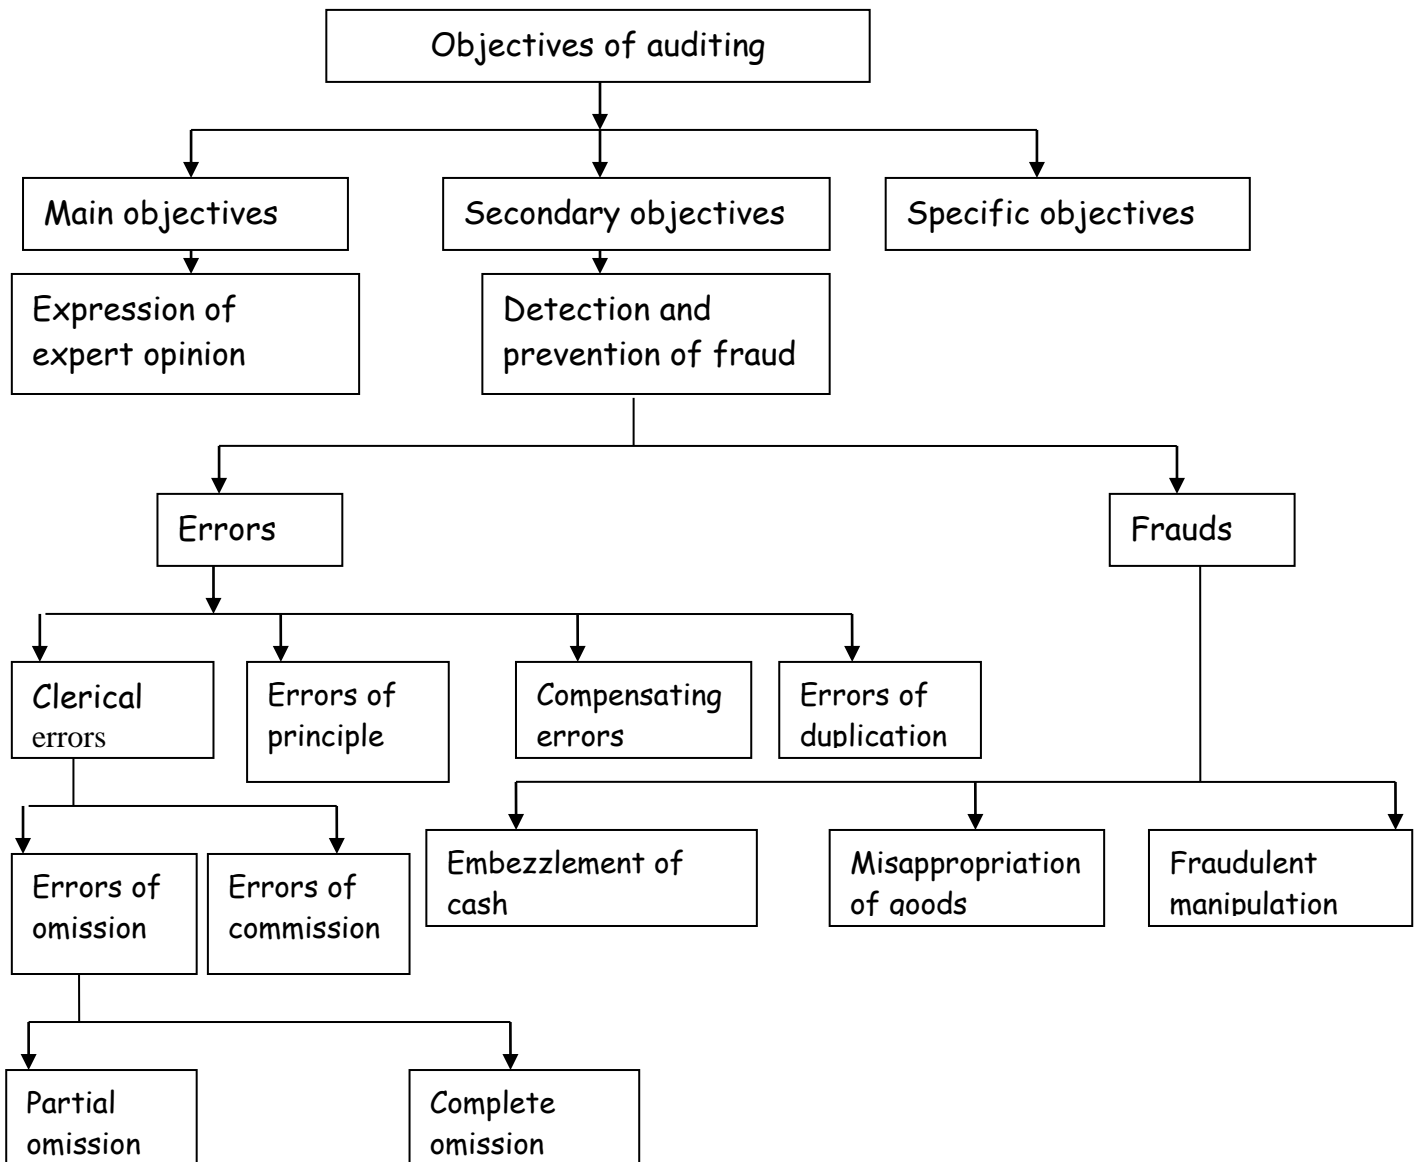 Objectives of auditing
Main objectives
Secondary objectives
Specific objectives
Expression of
expert opinion
Detection and
prevention of fraud
Errors
Frauds
Clerical
errors
Errors of
principle
Compensating
errors
Errors of
duplication
Embezzlement of
cash
Misappropriation
of goods
Fraudulent
manipulation
Errors of
omission
Errors of
commission
Partial
omission
Complete
omission